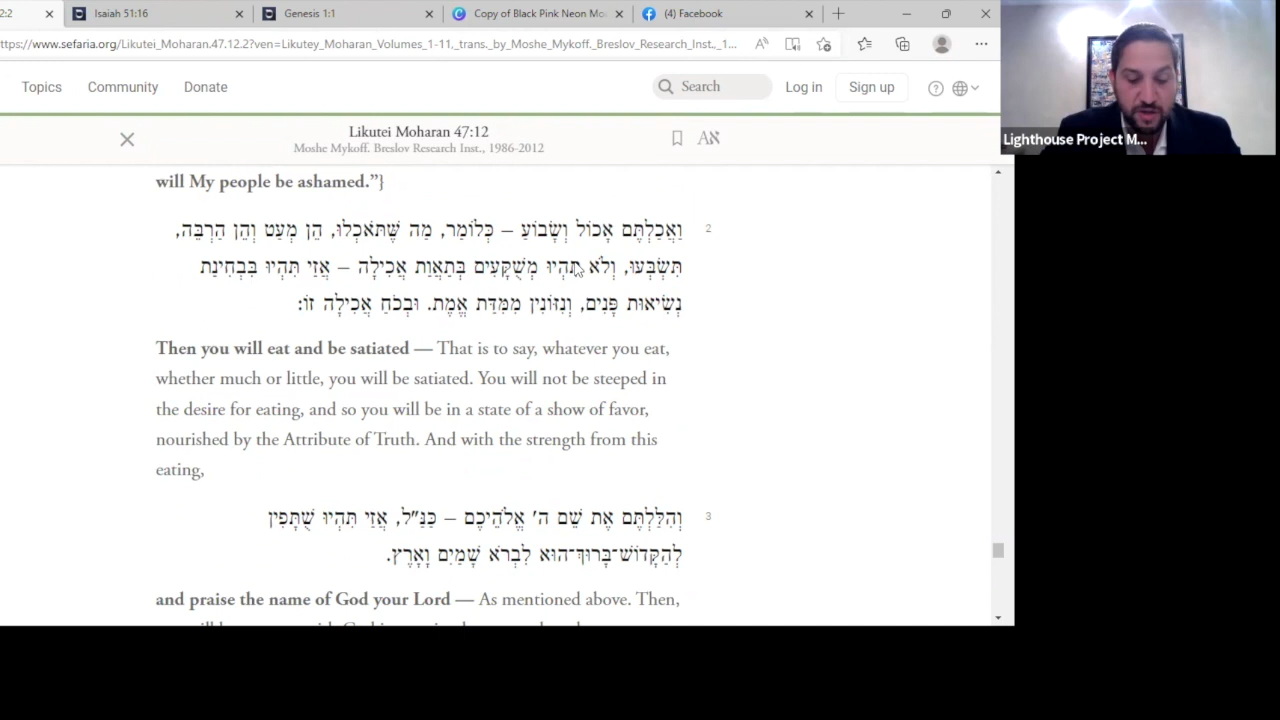 2:2
Isaiah 51:16
Genesis 1:1
Copy of Black Pink Neon Mo
(4) Facebook
ttps://www.sefaria.org/Likutei_Moharan.47.12.2?ven=Likutey_Moharan_Volumes_1-11,_trans._by_Moshe_Mykoff._Breslov_Research_Inst.,_1...
Topics Community Donate Search Log in Sign up
Likutei Moharan 47:12
Moshe Mykoff. Breslov Research Inst., 1986-2012
Lighthouse Project M...
will My people be ashamed.”}
וַאֲכַלְתֶּם אָכוֹל וְשָׂבוֹעַ – כְּלוֹמַר, מַה שֶּׁתֹּאכְלוּ, הֵן מְעַט וְהֵן הַרְבֵּה, 2
תִּשְׂבְּעוּ, וְלֹא תִהְיוּ מְשֻׁקָּעִים בְּתַאֲוַת אֲכִילָה – אֲזַי תִּהְיוּ בִּבְחִינַת
נְשִׂיאוּת פָּנִים, וְנִזּוֹנִין מִמִּדַּת אֱמֶת. וּבְכֹחַ אֲכִילָה זוֹ:
Then you will eat and be satiated — That is to say, whatever you eat,
whether much or little, you will be satiated. You will not be steeped in
the desire for eating, and so you will be in a state of a show of favor,
nourished by the Attribute of Truth. And with the strength from this
eating,
וְהִלַּלְתֶּם אֶת שֵׁם ה' אֱלֹהֵיכֶם – כַּנַּ"ל, אֲזַי תִּהְיוּ שֻׁתָּפִין 3
לְהַקָּדוֹשׁ־בָּרוּךְ־הוּא לִבְרֹא שָׁמַיִם וָאָרֶץ.
and praise the name of God your Lord — As mentioned above. Then,